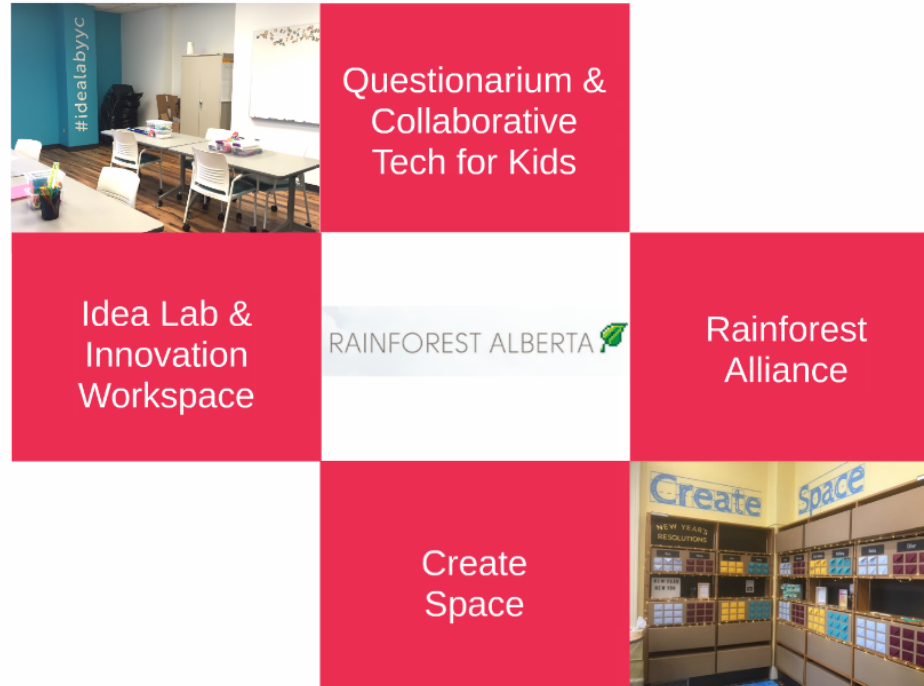 #idealabyyc
Questionarium &
Collaborative
Tech for Kids
Idea Lab &
Innovation
Workspace
RAINFOREST ALBERTA
Rainforest
Alliance
Create
Space
Create Space
NEW YEAR'S
RESOLUTIONS